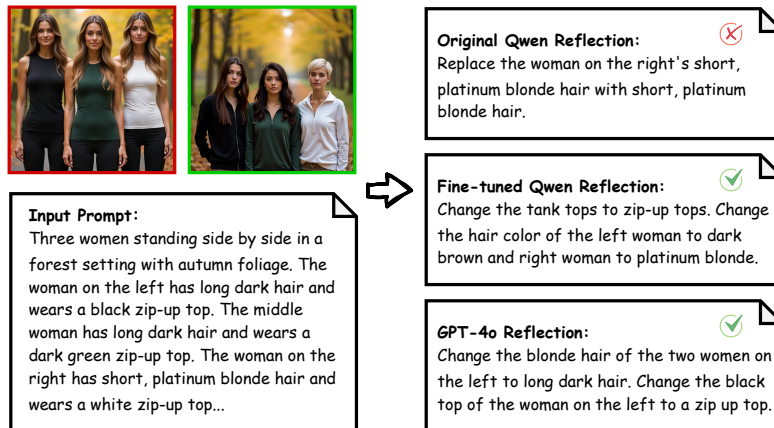 Input Prompt:
Three women standing side by side in a
forest setting with autumn foliage. The
woman on the left has long dark hair and
wears a black zip-up top. The middle
woman has long dark hair and wears a
dark green zip-up top. The woman on the
right has short, platinum blonde hair and
wears a white zip-up top...
Original Qwen Reflection:
Replace the woman on the right's short,
platinum blonde hair with short, platinum
blonde hair.
Fine-tuned Qwen Reflection:
Change the tank tops to zip-up tops. Change
the hair color of the left woman to dark
brown and right woman to platinum blonde.
GPT-4o Reflection:
Change the blonde hair of the two women on
the left to long dark hair. Change the black
top of the woman on the left to a zip up top.